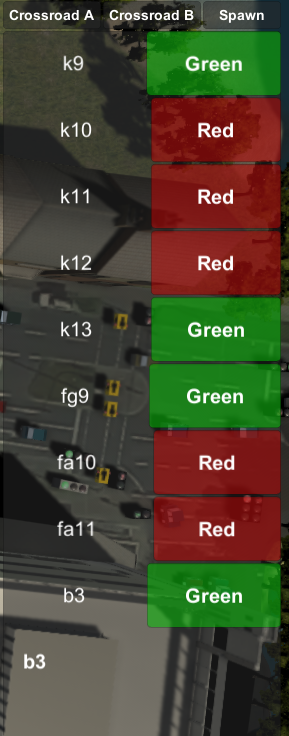 Crossroad A Crossroad B Spawn
k9 Green
k10 Red
k11 Red
k12 Red
k13 Green
fg9 Green
fa10 Red
fa11 Red
b3 Green
b3